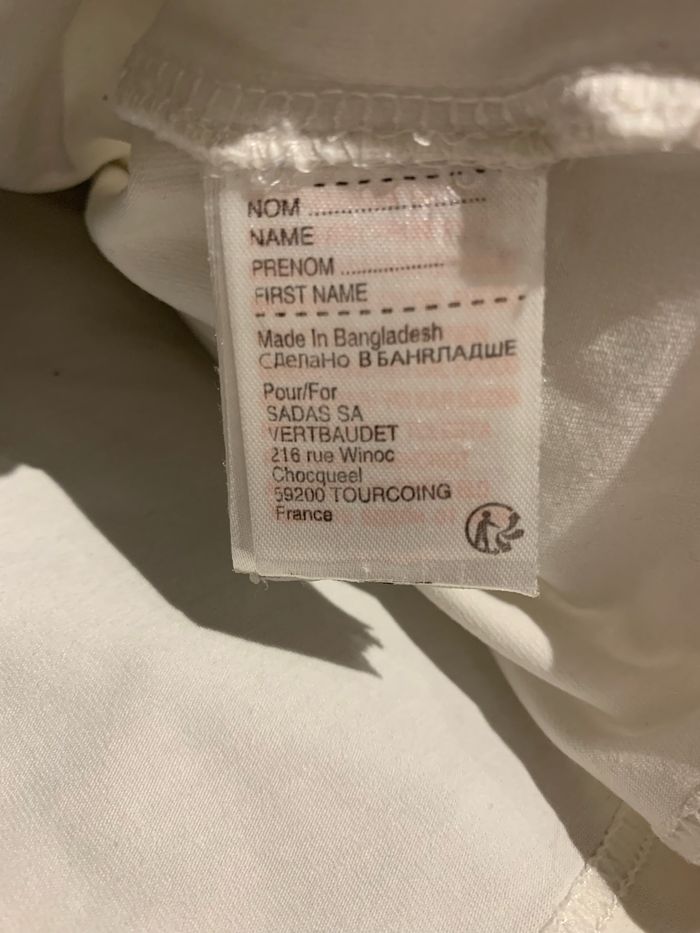 NOM ..............................
NAME
PRENOM ..................
FIRST NAME
Made In Bangladesh
СДелаНо В БАНЯЛАДШЕ
Pour/For
SADAS SA
VERTBAUDET
216 rue Winoc
Chocqueel
59200 TOURCOING
France